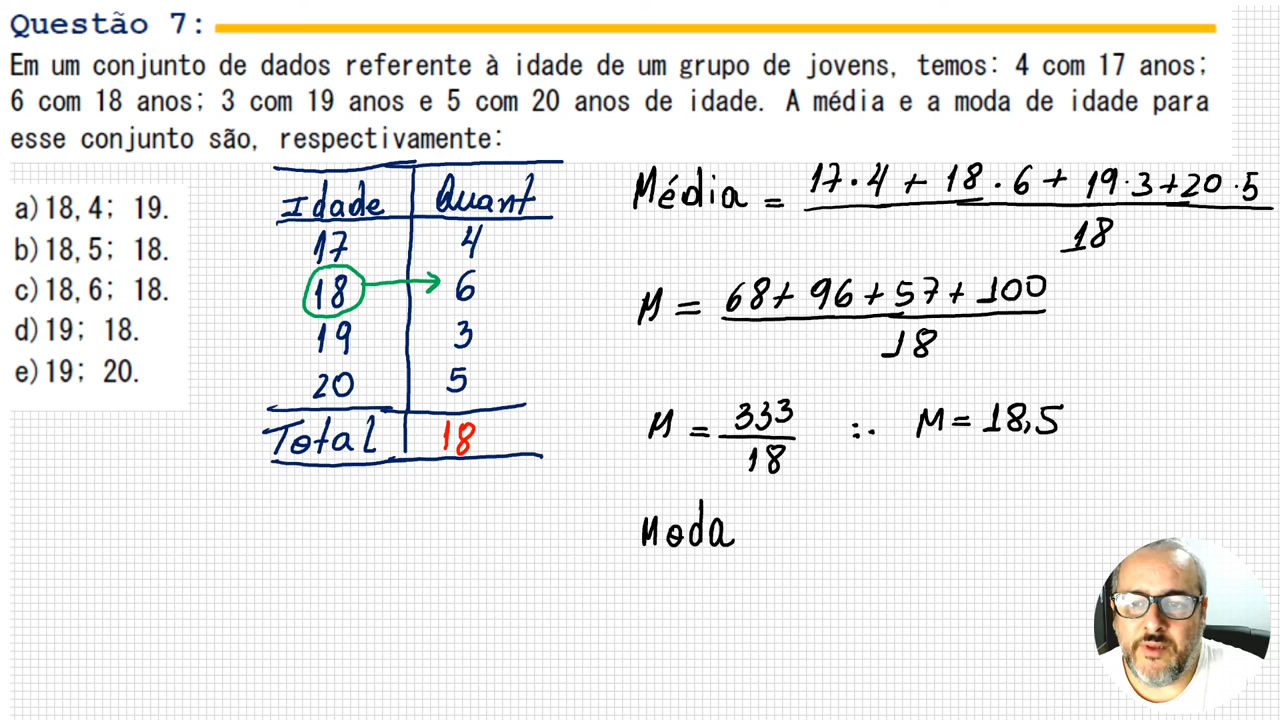 Questão 7:
Em um conjunto de dados referente à idade de um grupo de jovens, temos: 4 com 17 anos;
6 com 18 anos; 3 com 19 anos e 5 com 20 anos de idade. A média e a moda de idade para
esse conjunto são, respectivamente:
a) 18,4; 19.
b) 18,5; 18.
c) 18,6; 18.
d) 19; 18.
e) 19; 20.
Idade Quant
17 4
18 6
19 3
20 5
Total 18
Média = 17·4 + 18·6 + 19·3 + 20·5
18
M = 68 + 96 + 57 + 100
18
M = 333 ∴ M = 18,5
18
Moda